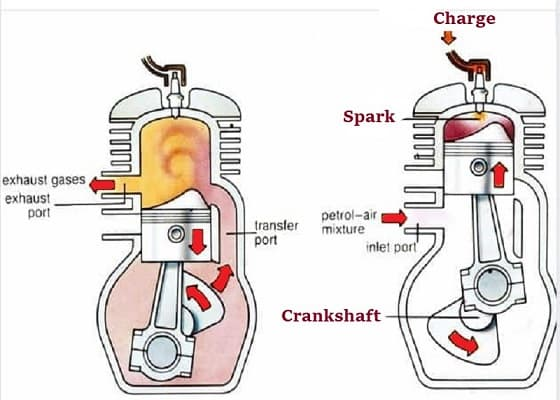 Charge
Spark
exhaust gases
exhaust
port
transfer
port
petrol-air
mixture
inlet port
Crankshaft